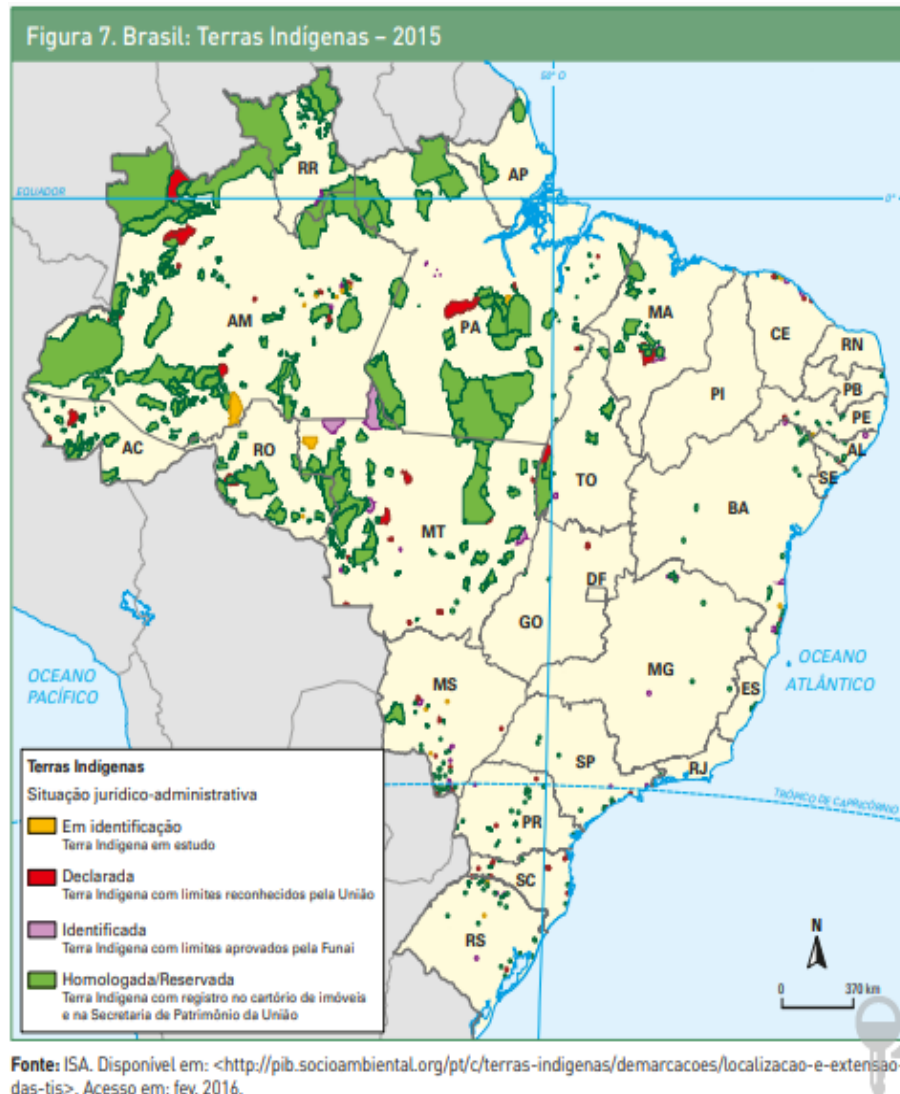 Figura 7. Brasil: Terras Indígenas – 2015
50° O
EQUADOR
0°
RR
AP
AM
PA
MA
CE
RN
PB
PE
AL
SE
PI
AC
RO
TO
BA
MT
DF
GO
MG
ES
MS
SP
RJ
PR
SC
RS
OCEANO
PACÍFICO
OCEANO
ATLÂNTICO
TRÓPICO DE CAPRICÓRNIO
Terras Indígenas
Situação jurídico-administrativa
Em identificação
Terra Indígena em estudo
Declarada
Terra Indígena com limites reconhecidos pela União
Identificada
Terra Indígena com limites aprovados pela Funai
Homologada/Reservada
Terra Indígena com registro no cartório de imóveis
e na Secretaria de Patrimônio da União
N
0 370 km
Fonte: ISA. Disponível em: <http://pib.socioambiental.org/pt/c/terras-indigenas/demarcacoes/localizacao-e-extensao-
das-tis>. Acesso em: fev. 2016.